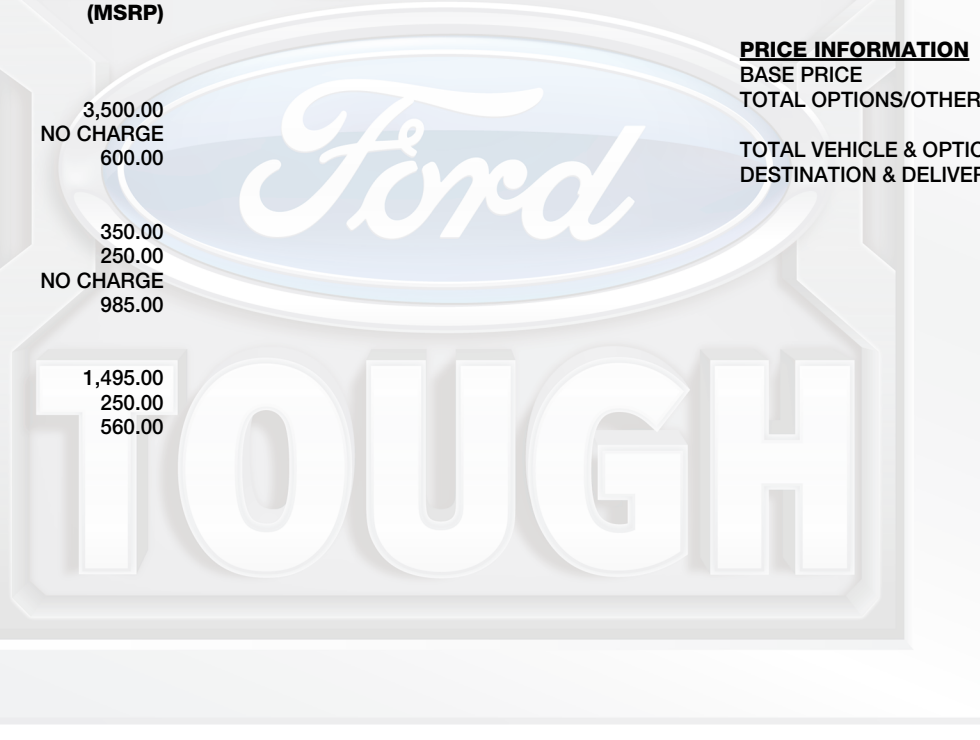 (MSRP)
3,500.00
NO CHARGE
600.00
350.00
250.00
NO CHARGE
985.00
1,495.00
250.00
560.00
PRICE INFORMATION
BASE PRICE
TOTAL OPTIONS/OTHER
TOTAL VEHICLE & OPTIO
DESTINATION & DELIVER
Ford
TOUGH